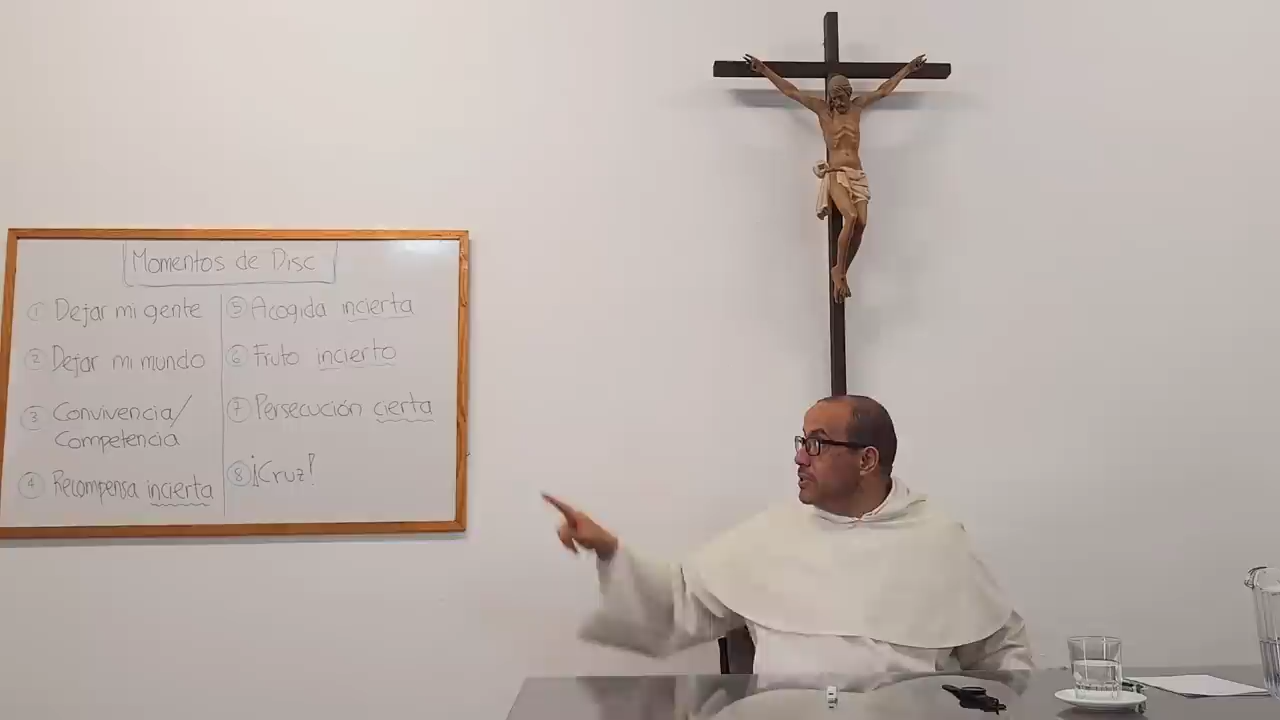 Momentos de Disc
① Dejar mi gente
② Dejar mi mundo
③ Convivencia/
Competencia
④ Recompensa incierta
⑤ Acogida incierta
⑥ Fruto incierto
⑦ Persecución cierta
⑧ ¡Cruz!